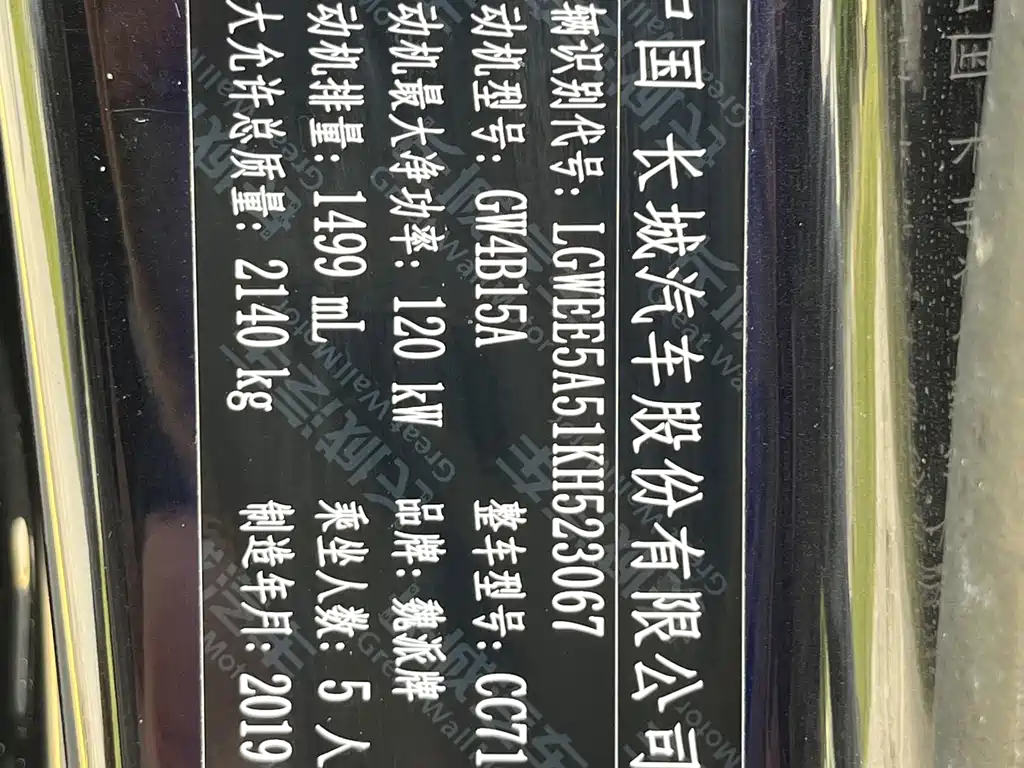 中国 长城汽车股份有限公司
辆识别代号: LGWEE5A51KH523067
动机型号: GW4B15A 整车型号: CC71
动机最大净功率: 120 kW 品牌: 魏派牌
动机排量: 1499 mL 乘坐人数: 5 人
大允许总质量: 2140 kg 制造年月: 2019